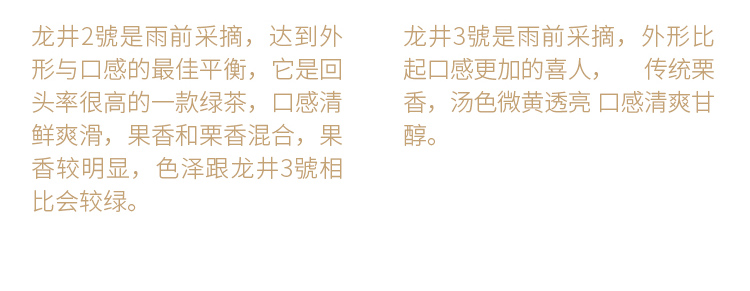 龙井2號是雨前采摘，达到外
形与口感的最佳平衡，它是回
头率很高的一款绿茶，口感清
鲜爽滑，果香和栗香混合，果
香较明显，色泽跟龙井3號相
比会较绿。
龙井3號是雨前采摘，外形比
起口感更加的喜人， 传统栗
香，汤色微黄透亮 口感清爽甘
醇。